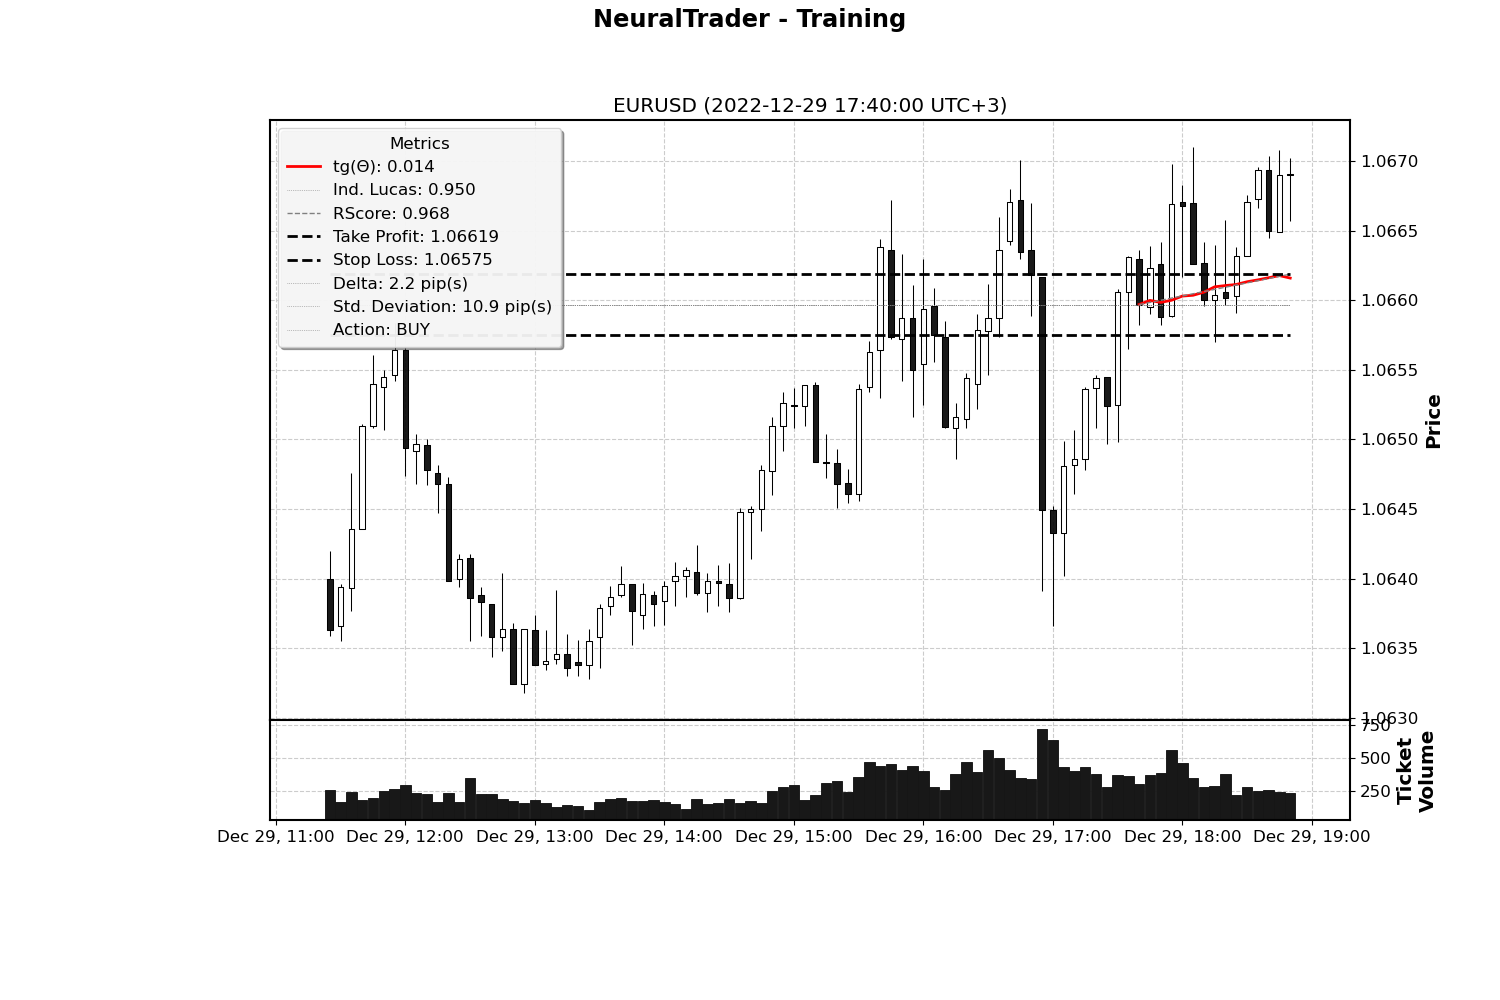 NeuralTrader - Training
EURUSD (2022-12-29 17:40:00 UTC+3)
Metrics
tg(Θ): 0.014
Ind. Lucas: 0.950
RScore: 0.968
Take Profit: 1.06619
Stop Loss: 1.06575
Delta: 2.2 pip(s)
Std. Deviation: 10.9 pip(s)
Action: BUY
1.0670
1.0665
1.0660
1.0655
1.0650
1.0645
1.0640
1.0635
1.0630
Price
750
500
250
Ticket
Volume
Dec 29, 11:00 Dec 29, 12:00 Dec 29, 13:00 Dec 29, 14:00 Dec 29, 15:00 Dec 29, 16:00 Dec 29, 17:00 Dec 29, 18:00 Dec 29, 19:00